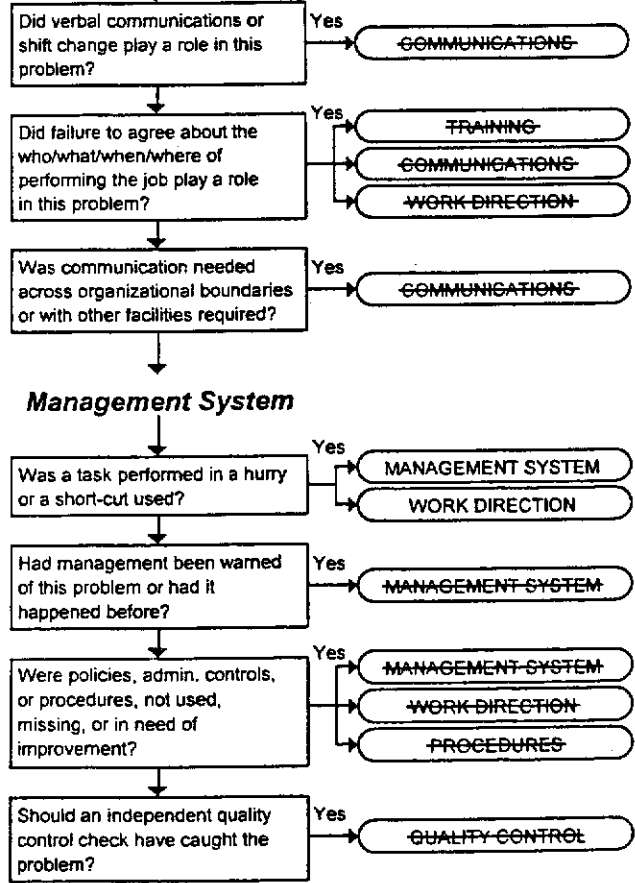 Did verbal communications or
shift change play a role in this
problem?
Yes
COMMUNICATIONS
Did failure to agree about the
who/what/when/where of
performing the job play a role
in this problem?
Yes
TRAINING
COMMUNICATIONS
WORK DIRECTION
Was communication needed
across organizational boundaries
or with other facilities required?
Yes
COMMUNICATIONS
Management System
Was a task performed in a hurry
or a short-cut used?
Yes
MANAGEMENT SYSTEM
WORK DIRECTION
Had management been warned
of this problem or had it
happened before?
Yes
MANAGEMENT SYSTEM
Were policies, admin. controls,
or procedures, not used,
missing, or in need of
improvement?
Yes
MANAGEMENT SYSTEM
WORK DIRECTION
PROCEDURES
Should an independent quality
control check have caught the
problem?
Yes
QUALITY CONTROL